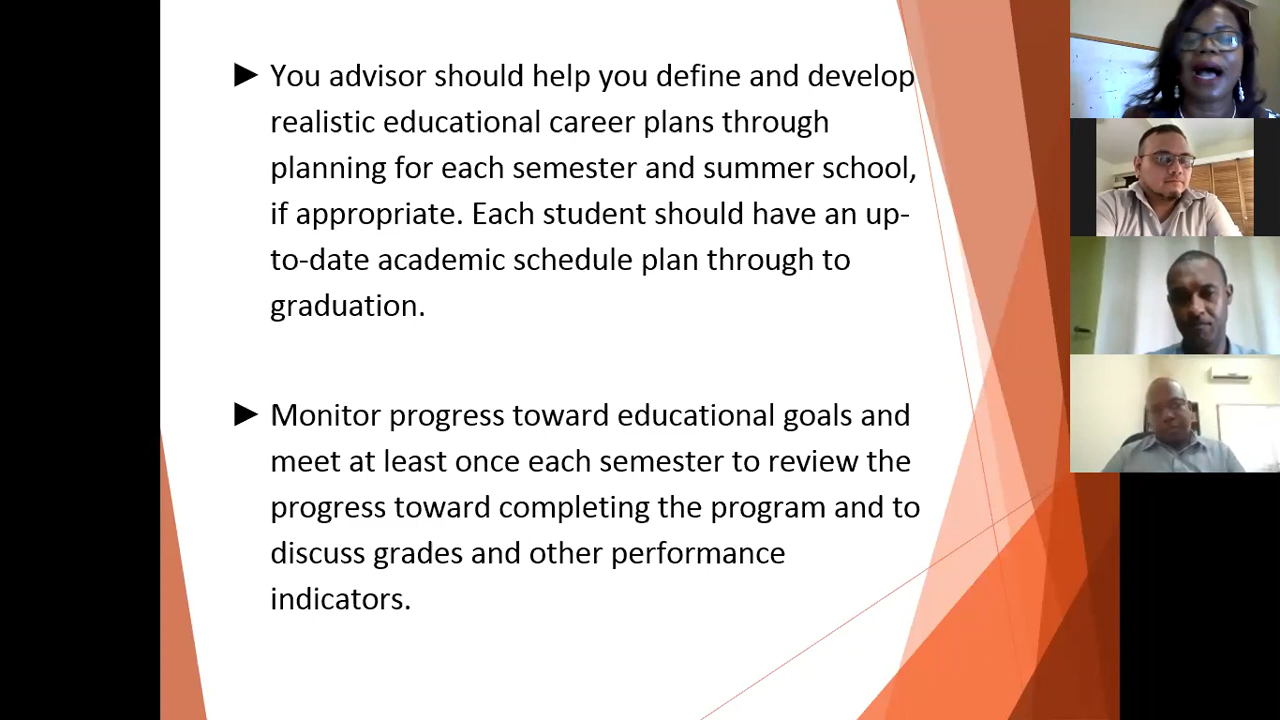 ► You advisor should help you define and develop
realistic educational career plans through
planning for each semester and summer school,
if appropriate. Each student should have an up-
to-date academic schedule plan through to
graduation.
► Monitor progress toward educational goals and
meet at least once each semester to review the
progress toward completing the program and to
discuss grades and other performance
indicators.